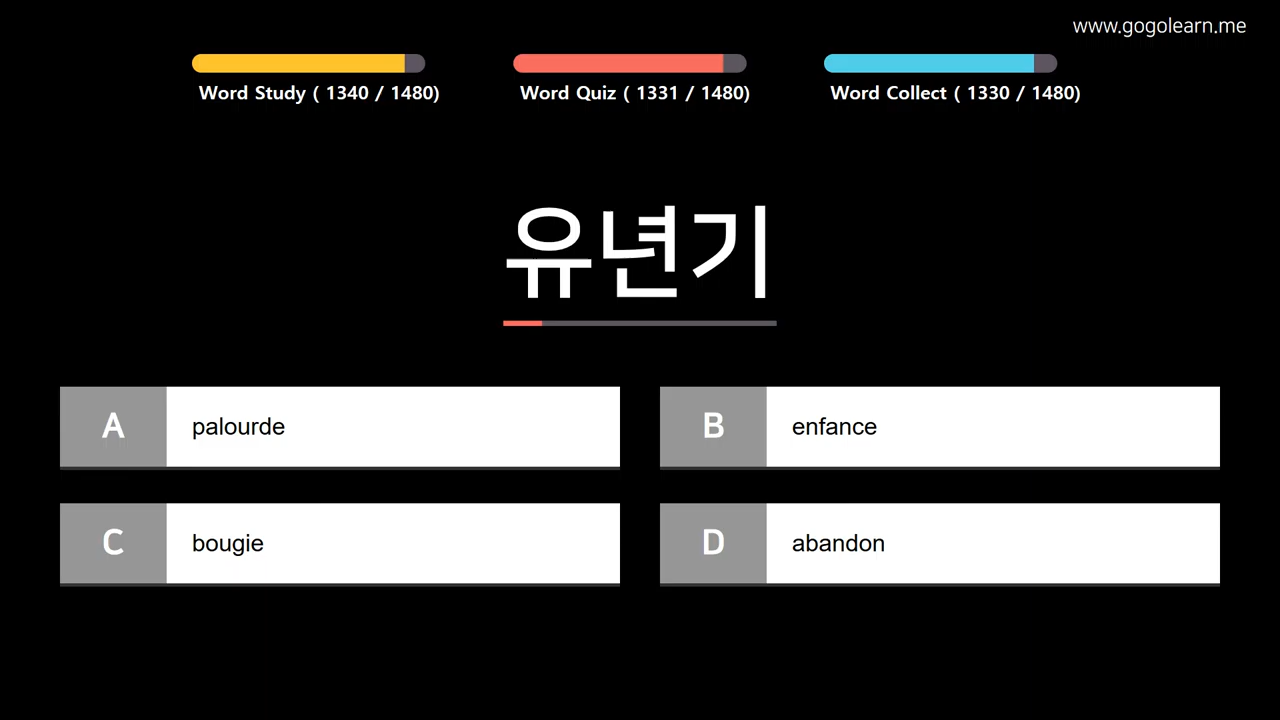 www.gogolearn.me
Word Study ( 1340 / 1480)
Word Quiz ( 1331 / 1480)
Word Collect ( 1330 / 1480)
유년기
A palourde
B enfance
C bougie
D abandon